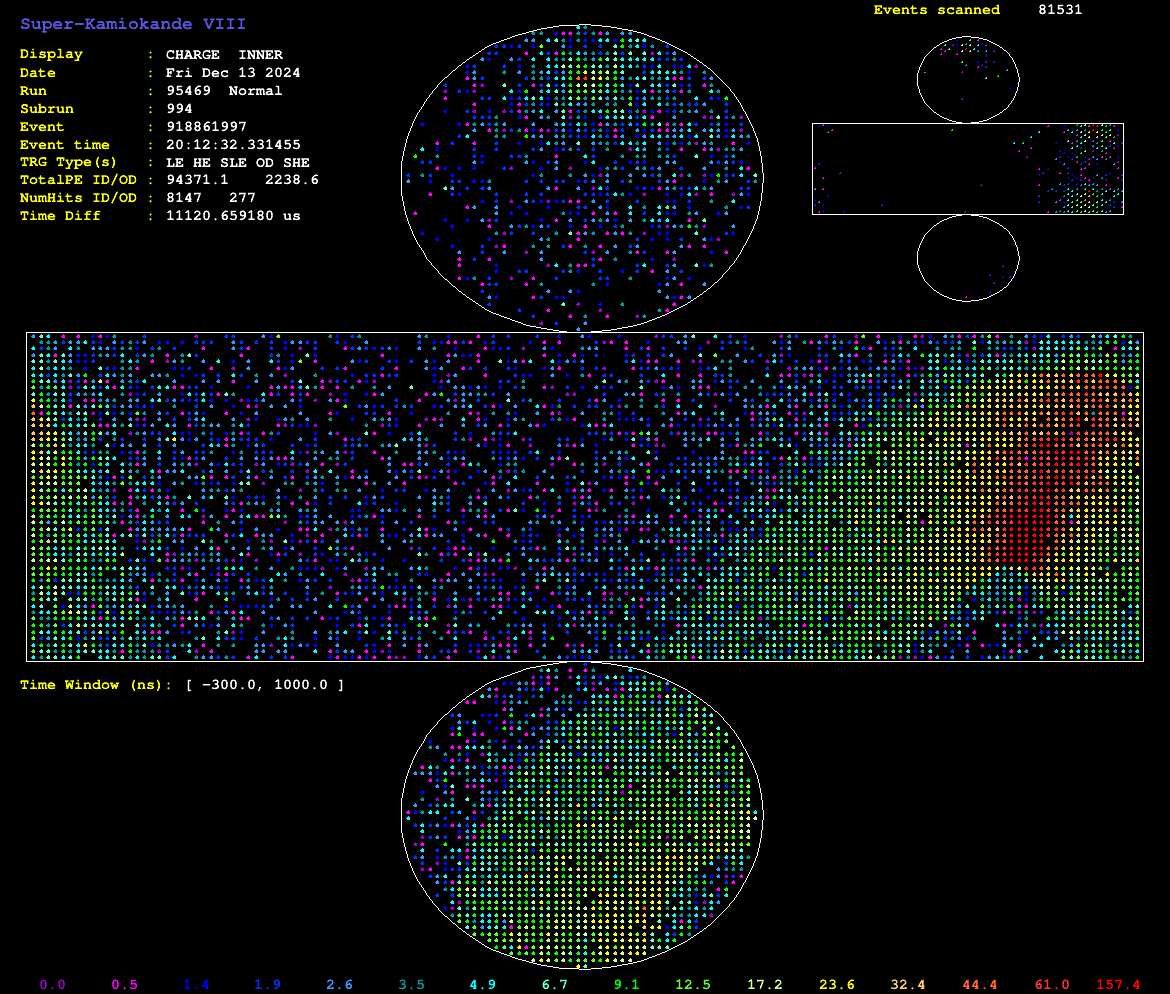 Super-Kamiokande VIII
Events scanned 81531
Display : CHARGE INNER
Date : Fri Dec 13 2024
Run : 95469 Normal
Subrun : 994
Event : 918861997
Event time : 20:12:32.331455
TRG Type(s) : LE HE SLE OD SHE
TotalPE ID/OD : 94371.1 2238.6
NumHits ID/OD : 8147 277
Time Diff : 11120.659180 us
Time Window (ns): [ −300.0, 1000.0 ]
0.0 0.5 1.4 1.9 2.6 3.5 4.9 6.7 9.1 12.5 17.2 23.6 32.4 44.4 61.0 157.4